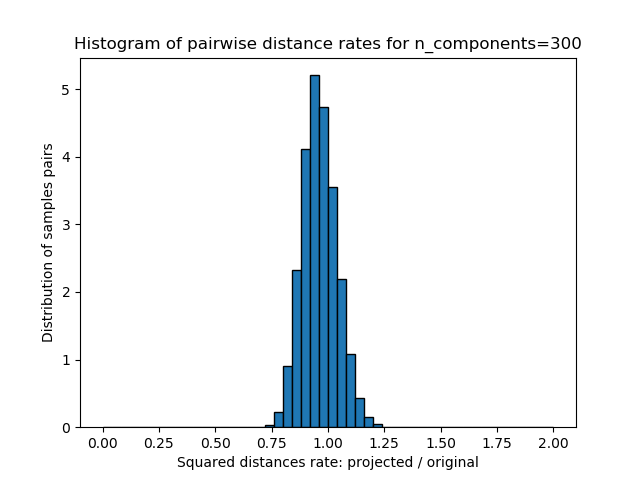 Histogram of pairwise distance rates for n_components=300
Distribution of samples pairs
5
4
3
2
1
0
0.00 0.25 0.50 0.75 1.00 1.25 1.50 1.75 2.00
Squared distances rate: projected / original